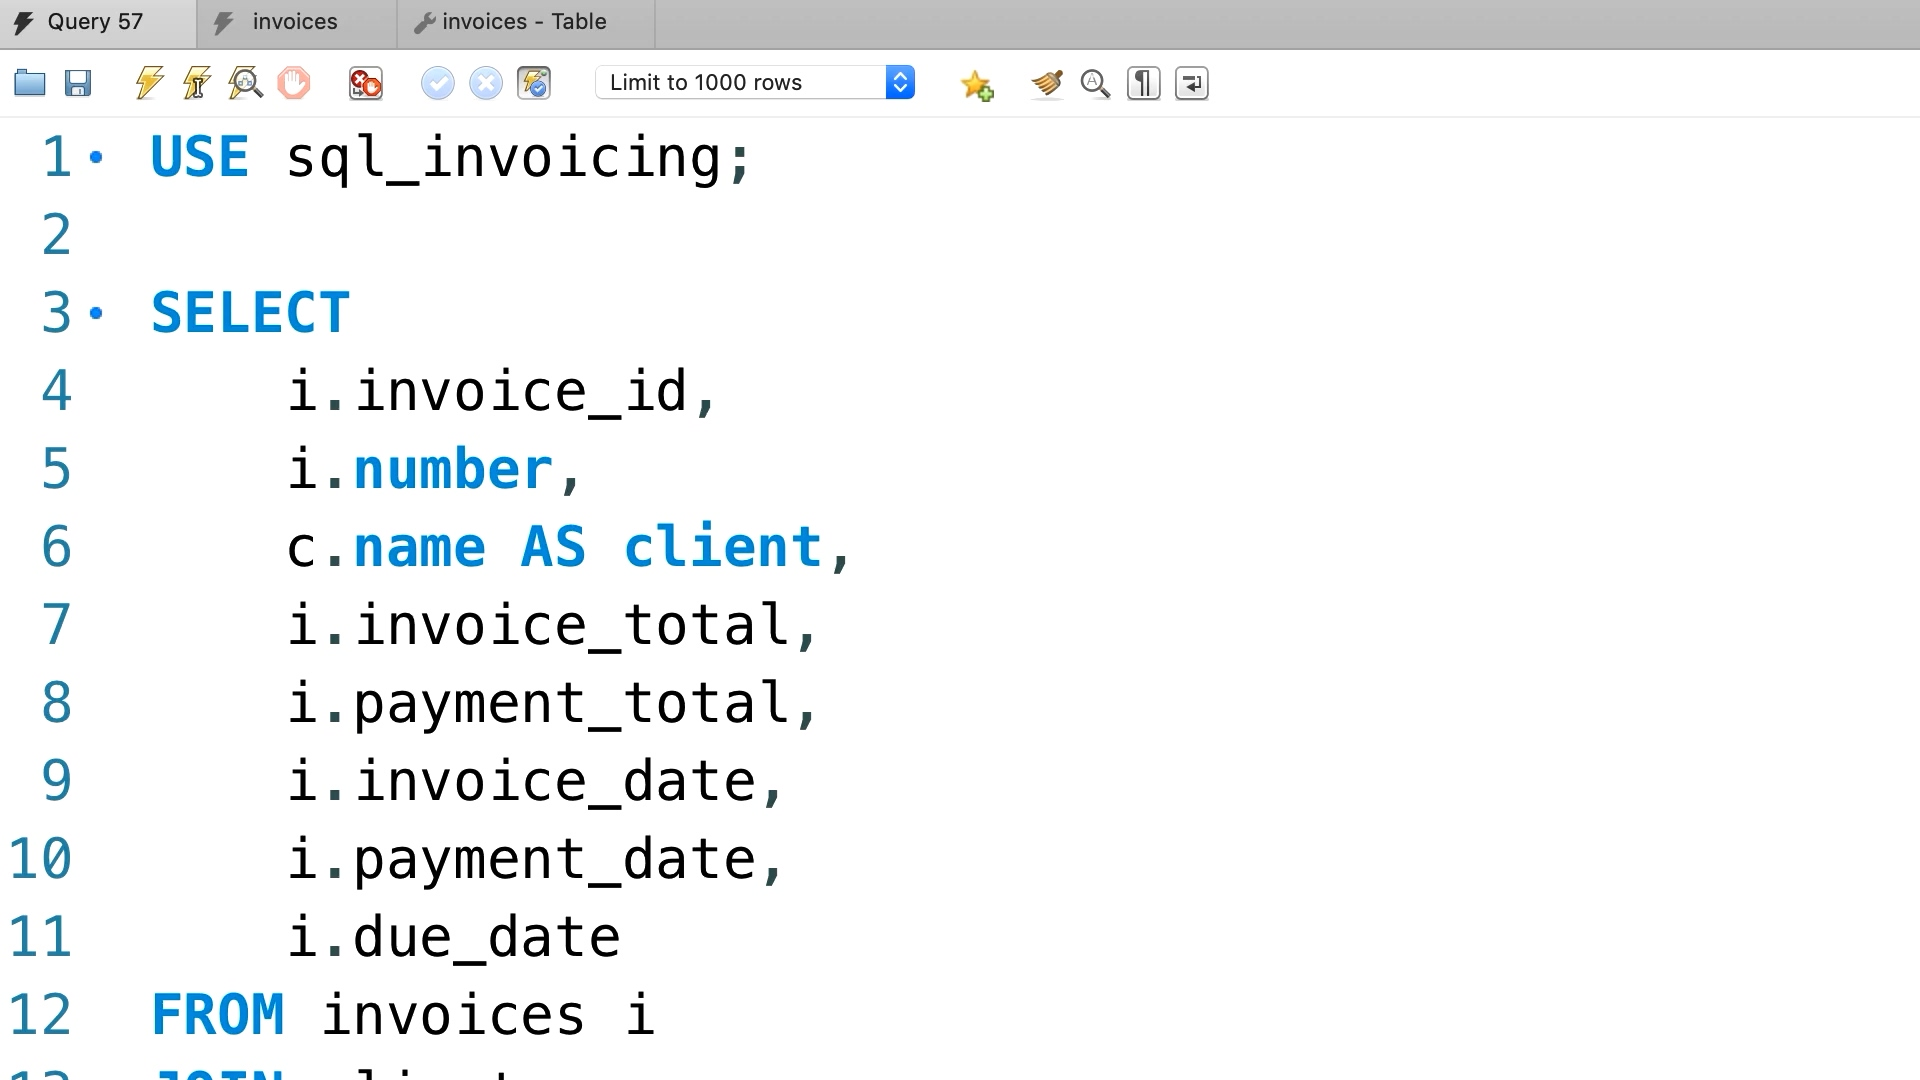 Query 57
invoices
invoices - Table
Limit to 1000 rows
1 USE sql_invoicing;
2
3 SELECT
4 i.invoice_id,
5 i.number,
6 c.name AS client,
7 i.invoice_total,
8 i.payment_total,
9 i.invoice_date,
10 i.payment_date,
11 i.due_date
12 FROM invoices i